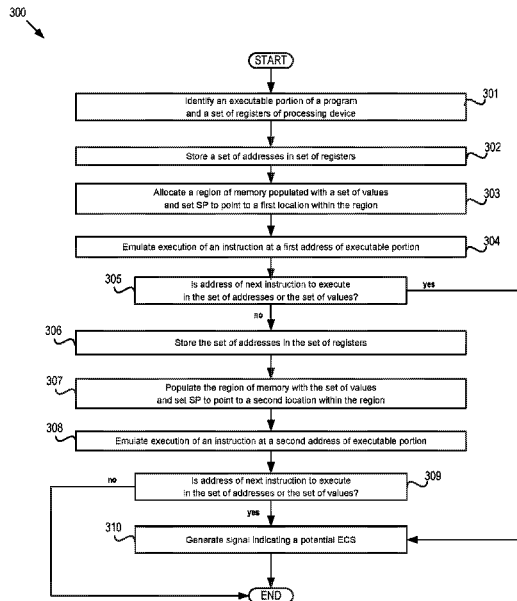 300
START
Identify an executable portion of a program
and a set of registers of processing device
301
Store a set of addresses in set of registers
302
Allocate a region of memory populated with a set of values
and set SP to point to a first location within the region
303
Emulate execution of an instruction at a first address of executable portion
304
305
Is address of next instruction to execute
in the set of addresses or the set of values?
yes
no
306
Store the set of addresses in the set of registers
307
Populate the region of memory with the set of values
and set SP to point to a second location within the region
308
Emulate execution of an instruction at a second address of executable portion
no
Is address of next instruction to execute
in the set of addresses or the set of values?
309
yes
310
Generate signal indicating a potential ECS
END